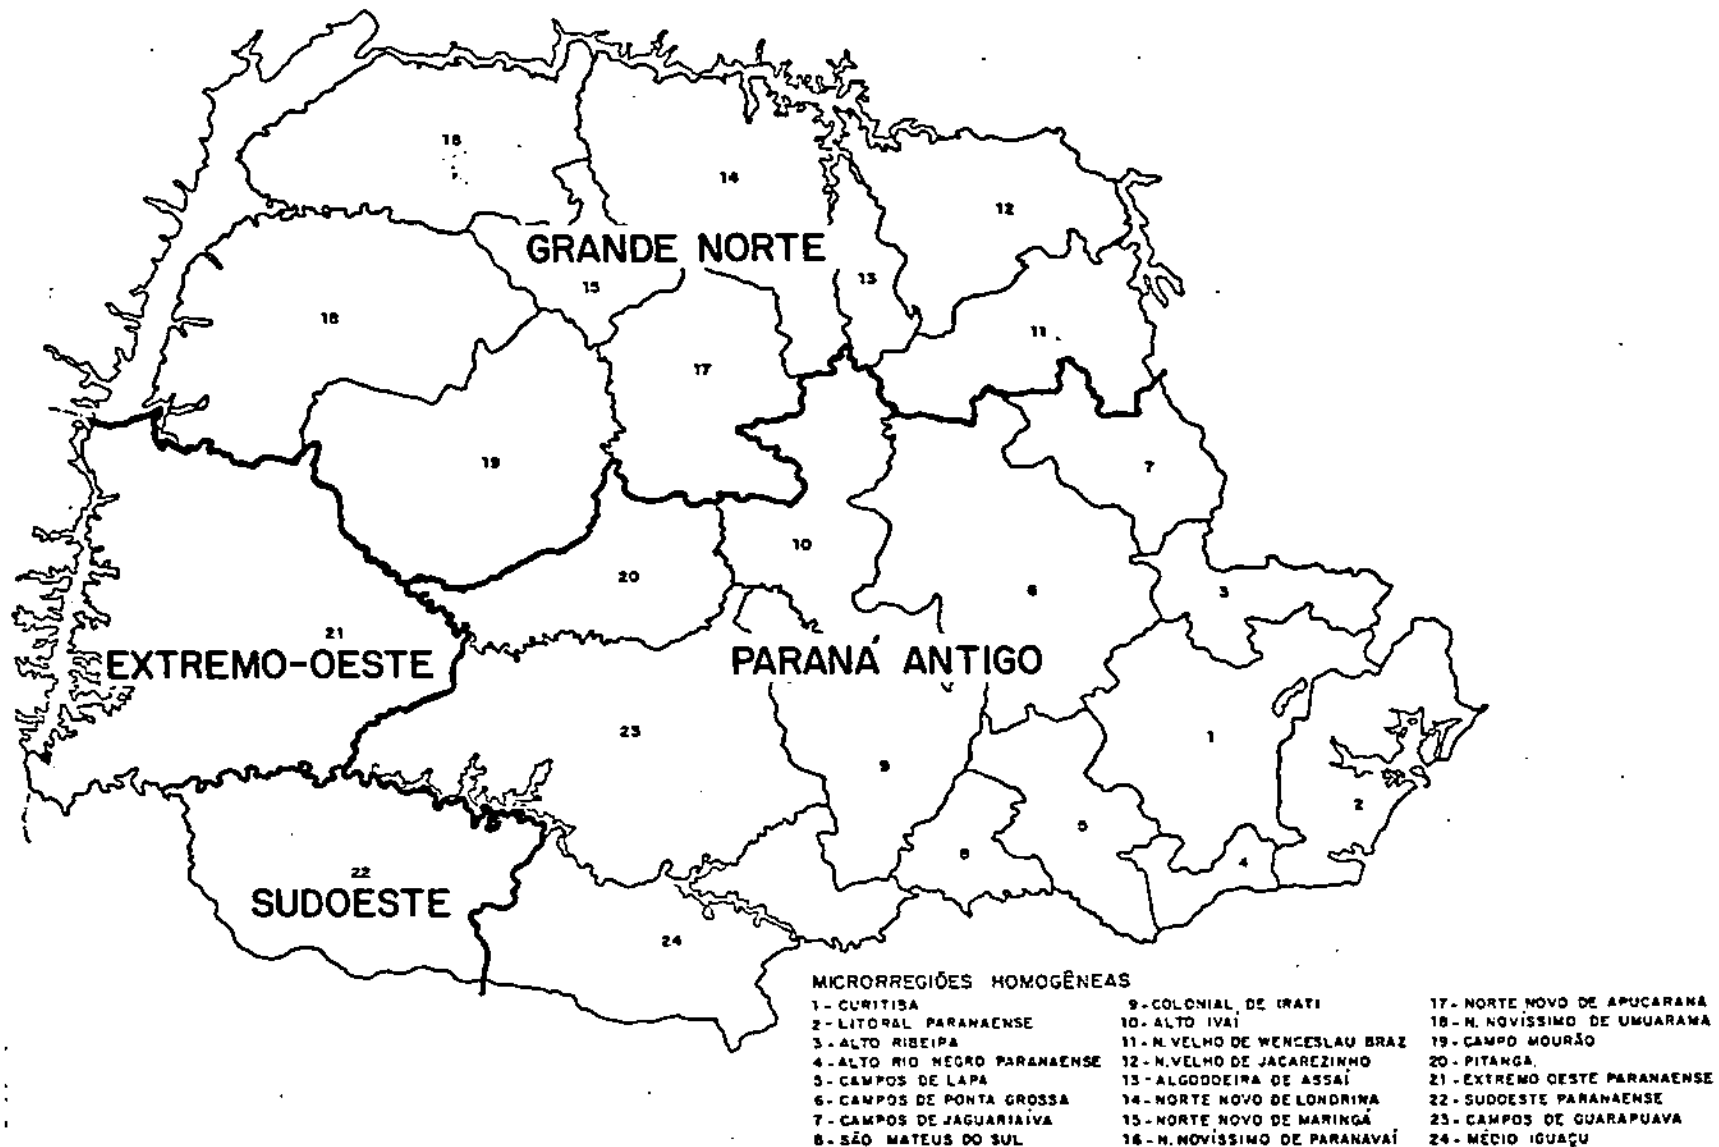 18
14
12
GRANDE NORTE
13
15
18
11
17
19
7
10
20
6
3
21
EXTREMO-OESTE
PARANÁ ANTIGO
23
1
9
2
5
8
4
22
SUDOESTE
24
MICRORREGIÕES HOMOGÊNEAS
1 - CURITIBA
2 - LITORAL PARANAENSE
3 - ALTO RIBEIRA
4 - ALTO RIO NEGRO PARANAENSE
5 - CAMPOS DE LAPA
6 - CAMPOS DE PONTA GROSSA
7 - CAMPOS DE JAGUARIAÍVA
8 - SÃO MATEUS DO SUL
9 - COLONIAL DE IRATI
10 - ALTO IVAÍ
11 - N. VELHO DE WENCESLAU BRAZ
12 - N. VELHO DE JACAREZINHO
13 - ALGODOEIRA DE ASSAÍ
14 - NORTE NOVO DE LONDRINA
15 - NORTE NOVO DE MARINGÁ
16 - N. NOVÍSSIMO DE PARANAVAÍ
17 - NORTE NOVO DE APUCARANA
18 - N. NOVÍSSIMO DE UMUARAMA
19 - CAMPO MOURÃO
20 - PITANGA
21 - EXTREMO OESTE PARANAENSE
22 - SUDOESTE PARANAENSE
23 - CAMPOS DE GUARAPUAVA
24 - MÉDIO IGUAÇU